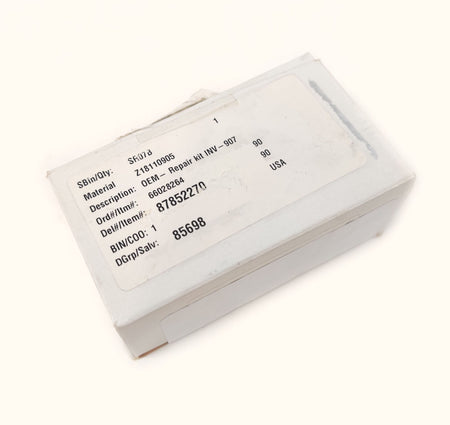 SBin/Qty: SR07d 1
Material Z18110905
Description: OEM- Repair kit INV-907
Ord#/Itm#: 66028264 90
Del#/Item#: 87852270 90
BIN/COO: 1 USA
DGrp/Salv: 85698